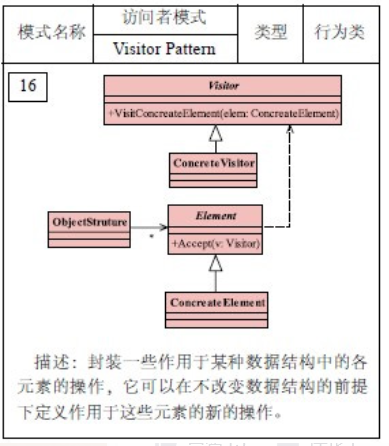 模式名称
访问者模式
Visitor Pattern
类型
行为类
16
Visitor
+VisitConcreateElement(elem: ConcreateElement)
ConcreteVisitor
ObjectStruture
*
Element
+Accept(v: Visitor)
ConcreateElement
描述：封装一些作用于某种数据结构中的各
元素的操作，它可以在不改变数据结构的前提
下定义作用于这些元素的新的操作。